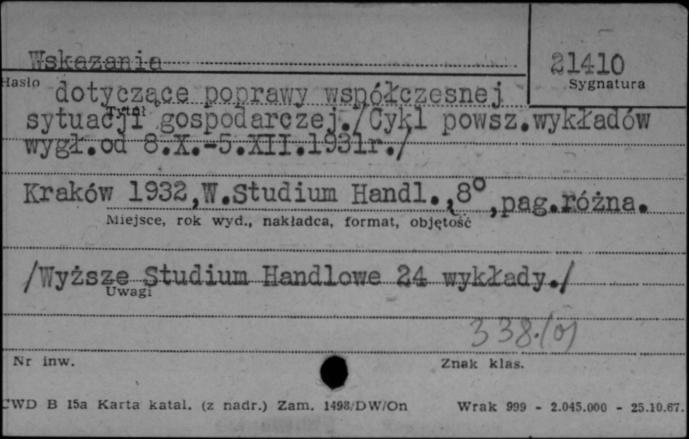 Wskazania
21410
Hasło
Sygnatura
dotyczące poprawy współczesnej
Tytuł
sytuacji gospodarczej./Cykl powsz.wykładów
wygł.od 8.X.-5.XII.1931r./
Kraków 1932,W.Studium Handl.,8°,pag.różna.
Miejsce, rok wyd., nakładca, format, objętość
/Wyższe Studium Handlowe 24 wykłady./
Uwagi
338.(01
Nr inw.
Znak klas.
CWD B 15a Karta katal. (z nadr.) Zam. 1498/DW/On
Wrak 999 - 2.045.000 - 25.10.67.